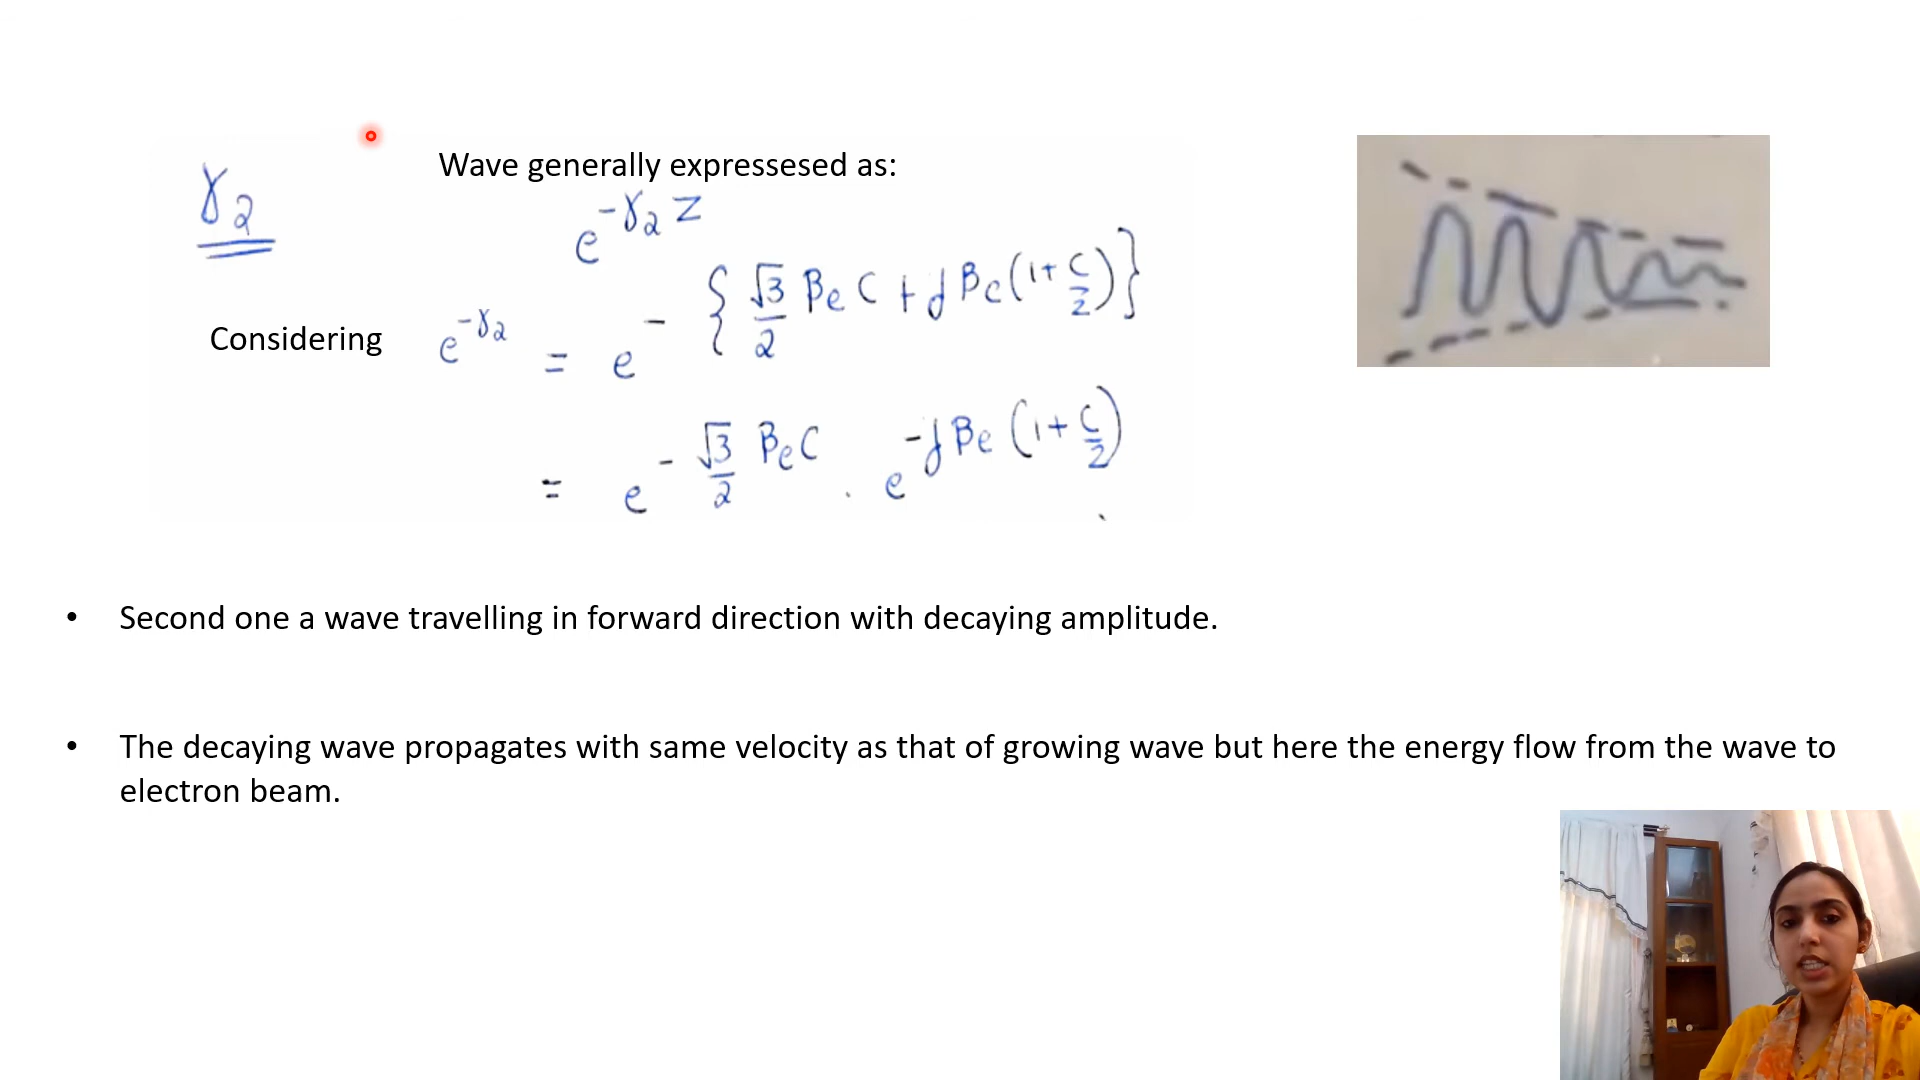 γ₂
Wave generally expressesed as:
e^{-γ₂ z}
Considering e^{-γ₂} = e^{-{√3/2 βe C + jβe(1+C/2)}}
= e^{-√3/2 βe C} . e^{-jβe(1+C/2)}
• Second one a wave travelling in forward direction with decaying amplitude.
• The decaying wave propagates with same velocity as that of growing wave but here the energy flow from the wave to
electron beam.